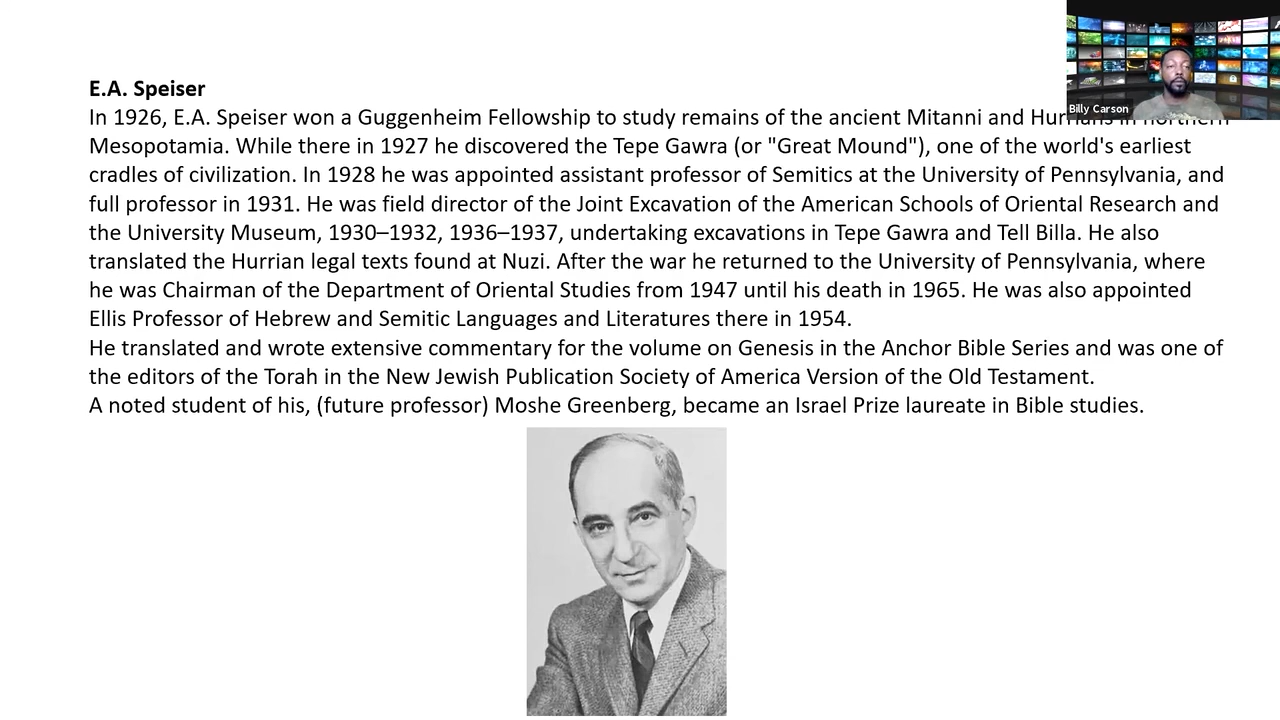 E.A. Speiser
In 1926, E.A. Speiser won a Guggenheim Fellowship to study remains of the ancient Mitanni and Hurrians in northern
Mesopotamia. While there in 1927 he discovered the Tepe Gawra (or "Great Mound"), one of the world's earliest
cradles of civilization. In 1928 he was appointed assistant professor of Semitics at the University of Pennsylvania, and
full professor in 1931. He was field director of the Joint Excavation of the American Schools of Oriental Research and
the University Museum, 1930–1932, 1936–1937, undertaking excavations in Tepe Gawra and Tell Billa. He also
translated the Hurrian legal texts found at Nuzi. After the war he returned to the University of Pennsylvania, where
he was Chairman of the Department of Oriental Studies from 1947 until his death in 1965. He was also appointed
Ellis Professor of Hebrew and Semitic Languages and Literatures there in 1954.
He translated and wrote extensive commentary for the volume on Genesis in the Anchor Bible Series and was one of
the editors of the Torah in the New Jewish Publication Society of America Version of the Old Testament.
A noted student of his, (future professor) Moshe Greenberg, became an Israel Prize laureate in Bible studies.
Billy Carson